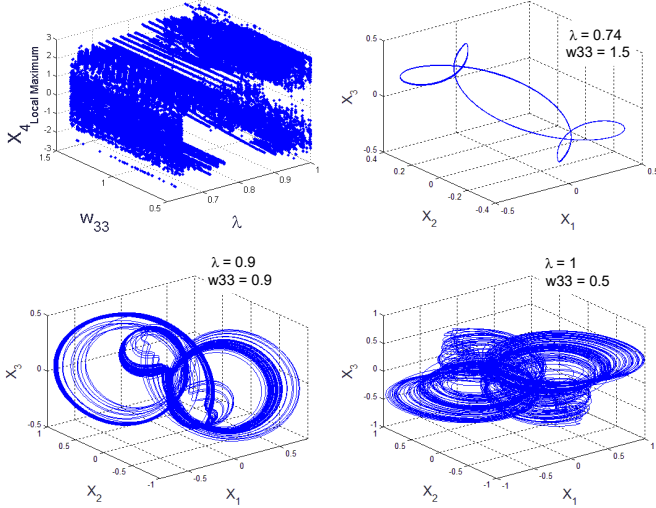 X4Local Maximum
3
2
1
0
-1
-2
-3
1.5
1
0.5
w33
0.7
0.8
0.9
1
λ
λ = 0.74
w33 = 1.5
X3
0.5
0
-0.5
0.4
0.2
0
-0.2
-0.4
X2
-0.5
0
0.5
X1
λ = 0.9
w33 = 0.9
X3
0.5
0
-0.5
1
0.5
0
-0.5
-1
X2
-1
-0.5
0
0.5
X1
λ = 1
w33 = 0.5
X3
1
0.5
0
-0.5
-1
1
0.5
0
-0.5
-1
X2
-1
-0.5
0
0.5
1
X1